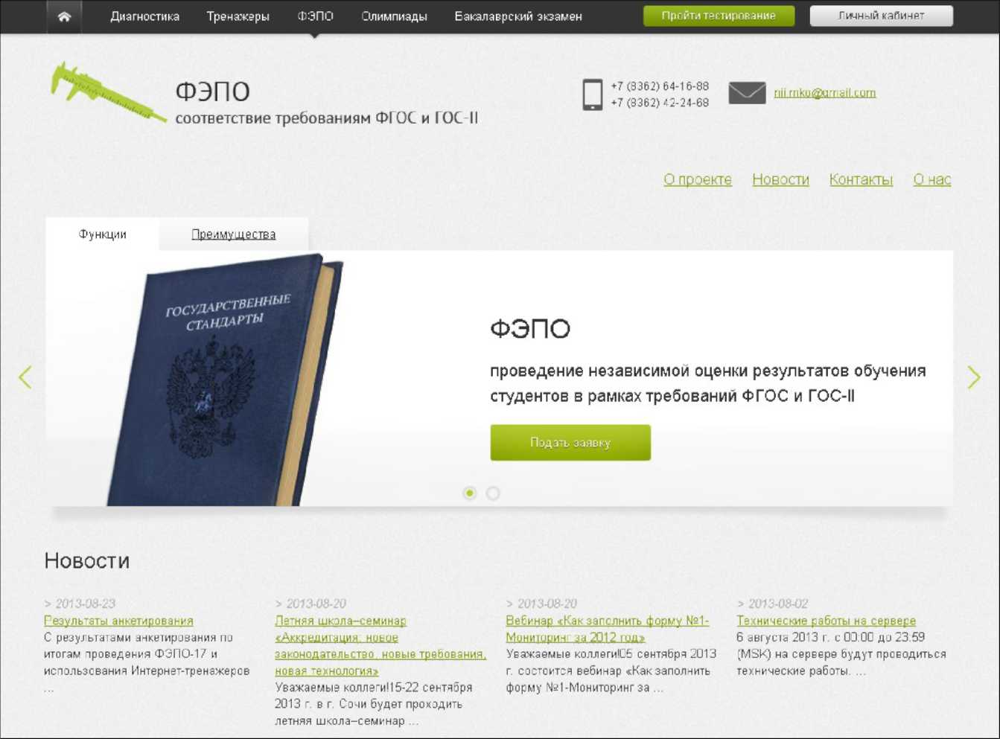 Диагностика Тренажеры ФЭПО Олимпиады Бакалаврский экзамен Пройти тестирование Личный кабинет
ФЭПО
соответствие требованиям ФГОС и ГОС-II
+7 (8362) 64-16-88
+7 (8362) 42-24-68
nii.mko@gmail.com
О проекте Новости Контакты О нас
Функции Преимущества
ГОСУДАРСТВЕННЫЕ
СТАНДАРТЫ
ФЭПО
проведение независимой оценки результатов обучения
студентов в рамках требований ФГОС и ГОС-II
Подать заявку
Новости
> 2013-08-23
Результаты анкетирования
С результатами анкетирования по
итогам проведения ФЭПО-17 и
использования Интернет-тренажеров
...
> 2013-08-20
Летняя школа–семинар
«Аккредитация: новое
законодательство, новые требования,
новая технология»
Уважаемые коллеги!15-22 сентября
2013 г. в г. Сочи будет проходить
летняя школа–семинар ...
> 2013-08-20
Вебинар «Как заполнить форму №1-
Мониторинг за 2012 год»
Уважаемые коллеги!05 сентября 2013
г. состоится вебинар «Как заполнить
форму №1-Мониторинг за ...
> 2013-08-02
Технические работы на сервере
6 августа 2013 г. с 00:00 до 23:59
(MSK) на сервере будут проводиться
технические работы. ...